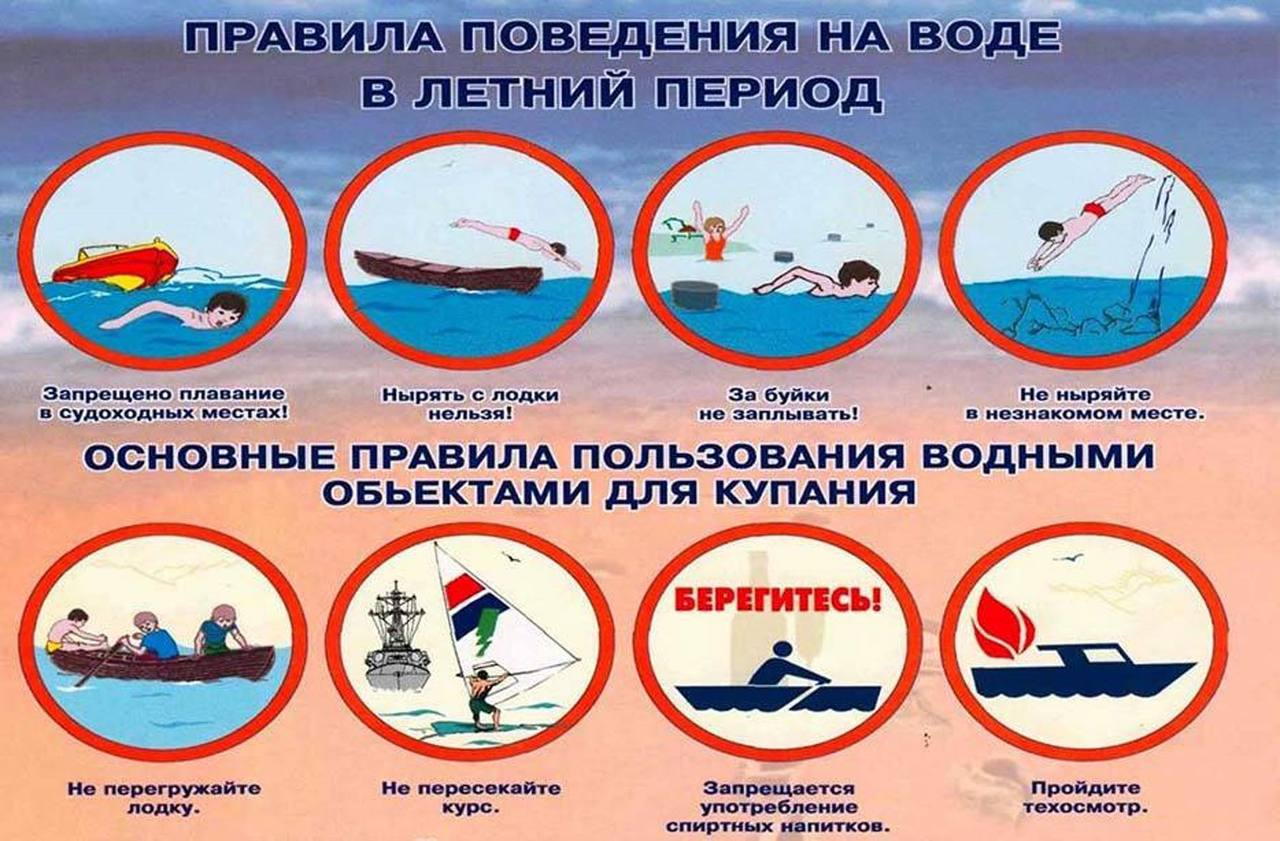 ПРАВИЛА ПОВЕДЕНИЯ НА ВОДЕ
В ЛЕТНИЙ ПЕРИОД
Запрещено плавание
в судоходных местах!
Нырять с лодки
нельзя!
За буйки
не заплывать!
Не ныряйте
в незнакомом месте.
ОСНОВНЫЕ ПРАВИЛА ПОЛЬЗОВАНИЯ ВОДНЫМИ
ОБЬЕКТАМИ ДЛЯ КУПАНИЯ
БЕРЕГИТЕСЬ!
Не перегружайте
лодку.
Не пересекайте
курс.
Запрещается
употребление
спиртных напитков.
Пройдите
техосмотр.